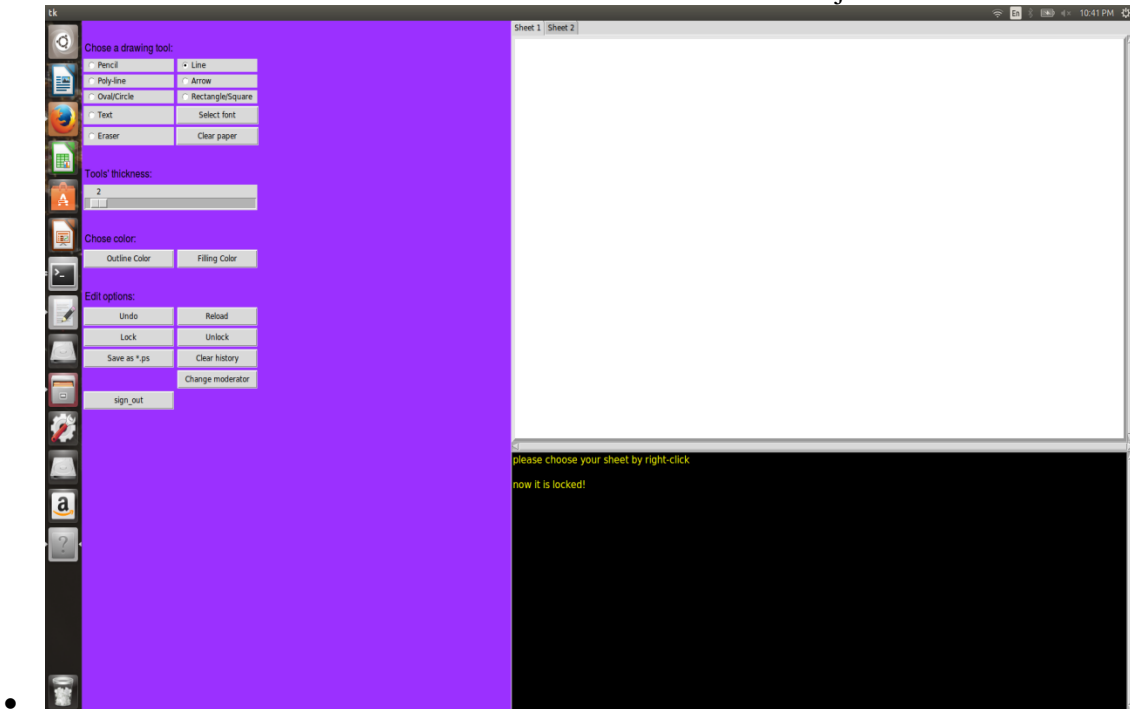 tk
En
10:41 PM
Chose a drawing tool:
Pencil
Line
Poly-line
Arrow
Oval/Circle
Rectangle/Square
Text
Select font
Eraser
Clear paper
Tools' thickness:
2
Chose color:
Outline Color
Filling Color
Edit options:
Undo
Reload
Lock
Unlock
Save as *.ps
Clear history
Change moderator
sign_out
Sheet 1
Sheet 2
please choose your sheet by right-click
now it is locked!